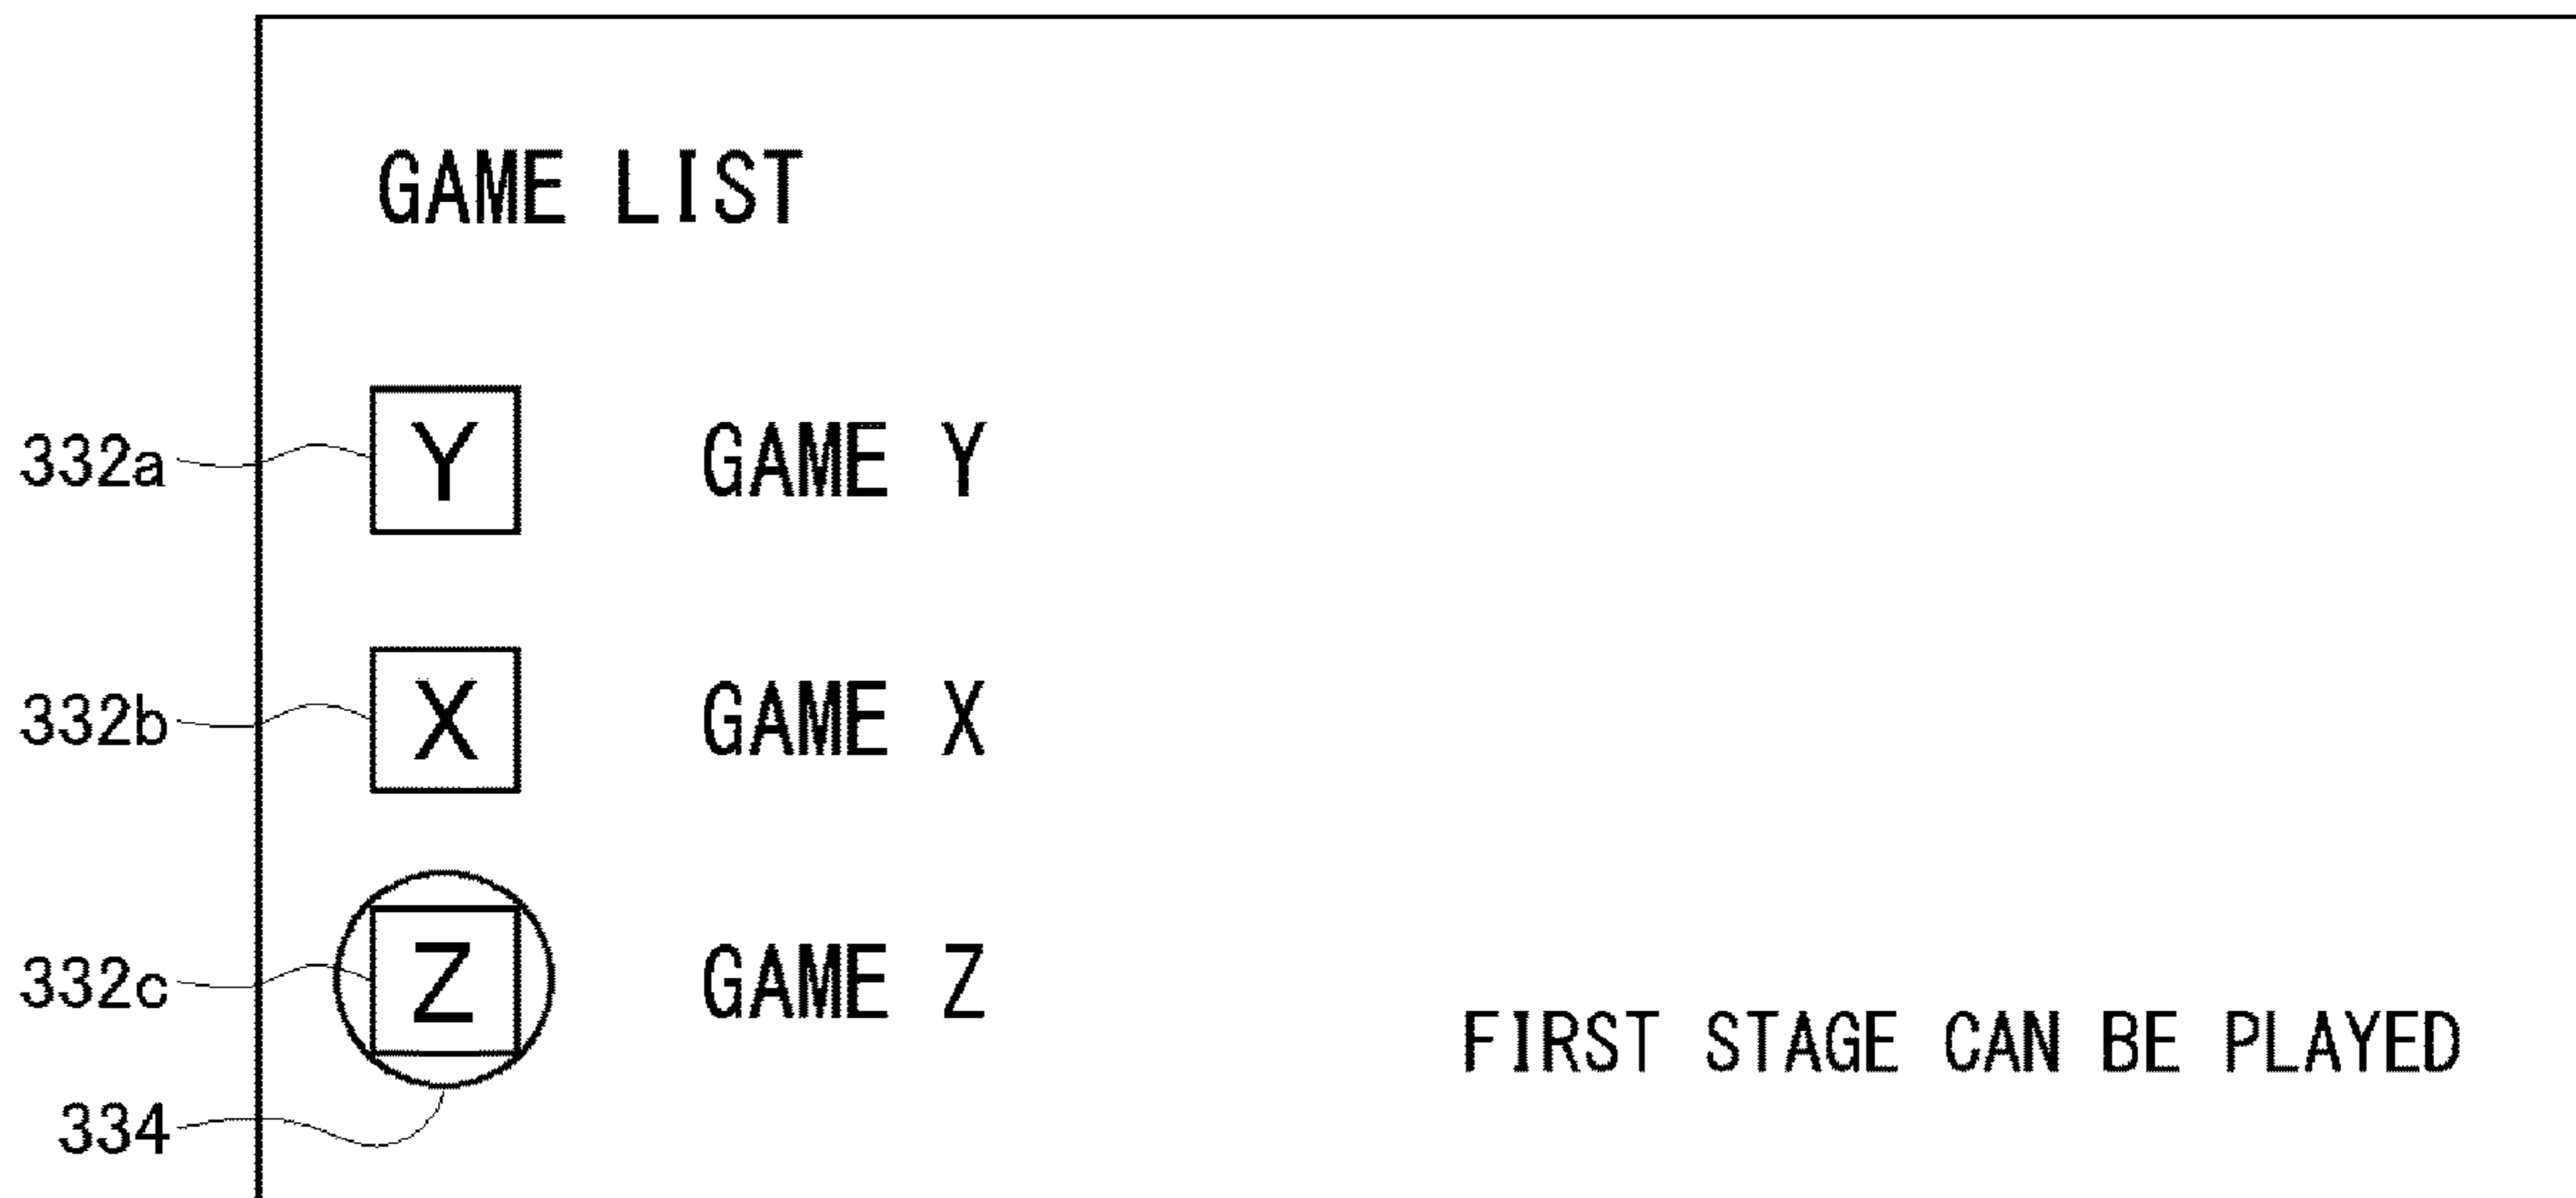 GAME LIST
332a Y GAME Y
332b X GAME X
332c Z GAME Z
FIRST STAGE CAN BE PLAYED
334